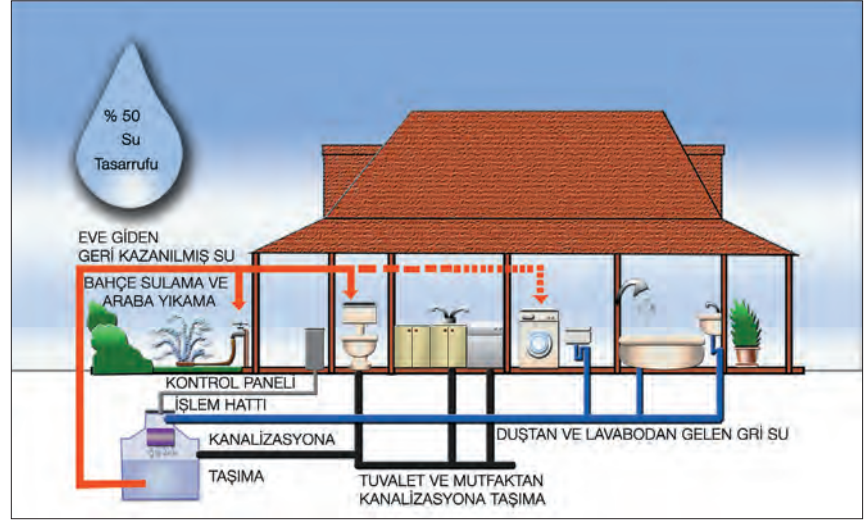 % 50
Su
Tasarrufu
EVE GİDEN
GERİ KAZANILMIŞ SU
BAHÇE SULAMA VE
ARABA YIKAMA
KONTROL PANELİ
İŞLEM HATTI
KANALİZASYONA
TAŞIMA
DUŞTAN VE LAVABODAN GELEN GRİ SU
TUVALET VE MUTFAKTAN
KANALİZASYONA TAŞIMA